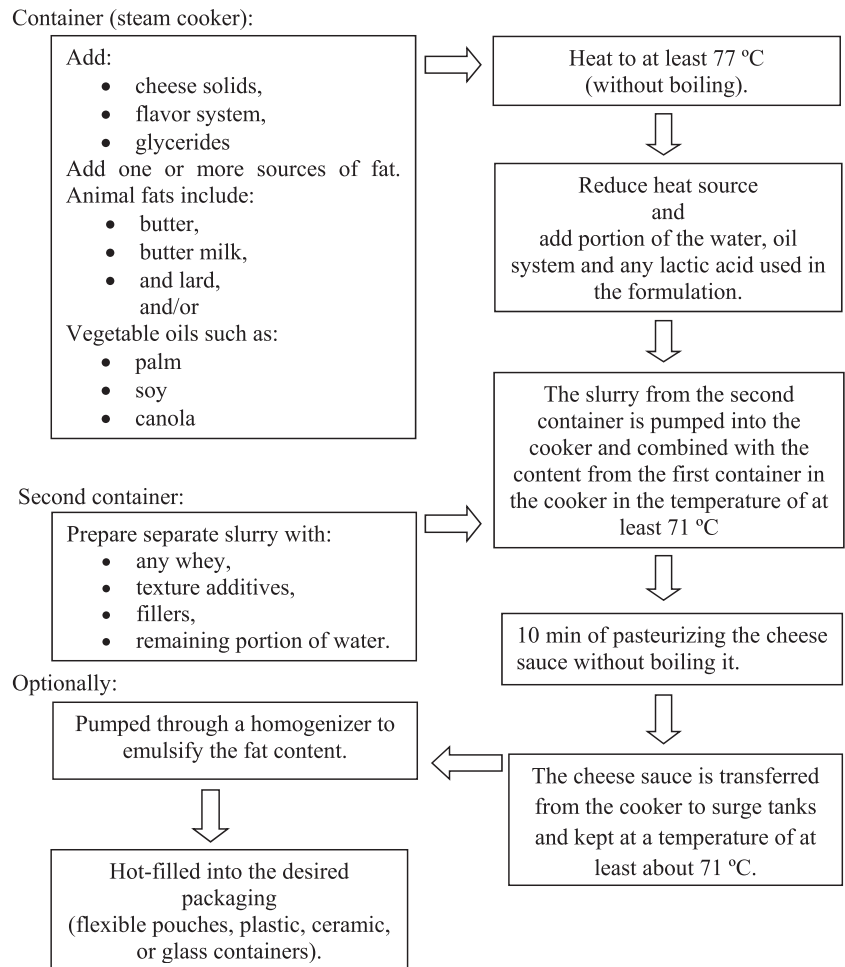 Container (steam cooker):
Add:
• cheese solids,
• flavor system,
• glycerides
Add one or more sources of fat.
Animal fats include:
• butter,
• butter milk,
• and lard,
and/or
Vegetable oils such as:
• palm
• soy
• canola
Heat to at least 77 ºC
(without boiling).
Reduce heat source
and
add portion of the water, oil
system and any lactic acid used in
the formulation.
Second container:
Prepare separate slurry with:
• any whey,
• texture additives,
• fillers,
• remaining portion of water.
The slurry from the second
container is pumped into the
cooker and combined with the
content from the first container in
the cooker in the temperature of at
least 71 ºC
10 min of pasteurizing the cheese
sauce without boiling it.
The cheese sauce is transferred
from the cooker to surge tanks
and kept at a temperature of at
least about 71 ºC.
Optionally:
Pumped through a homogenizer to
emulsify the fat content.
Hot-filled into the desired
packaging
(flexible pouches, plastic, ceramic,
or glass containers).